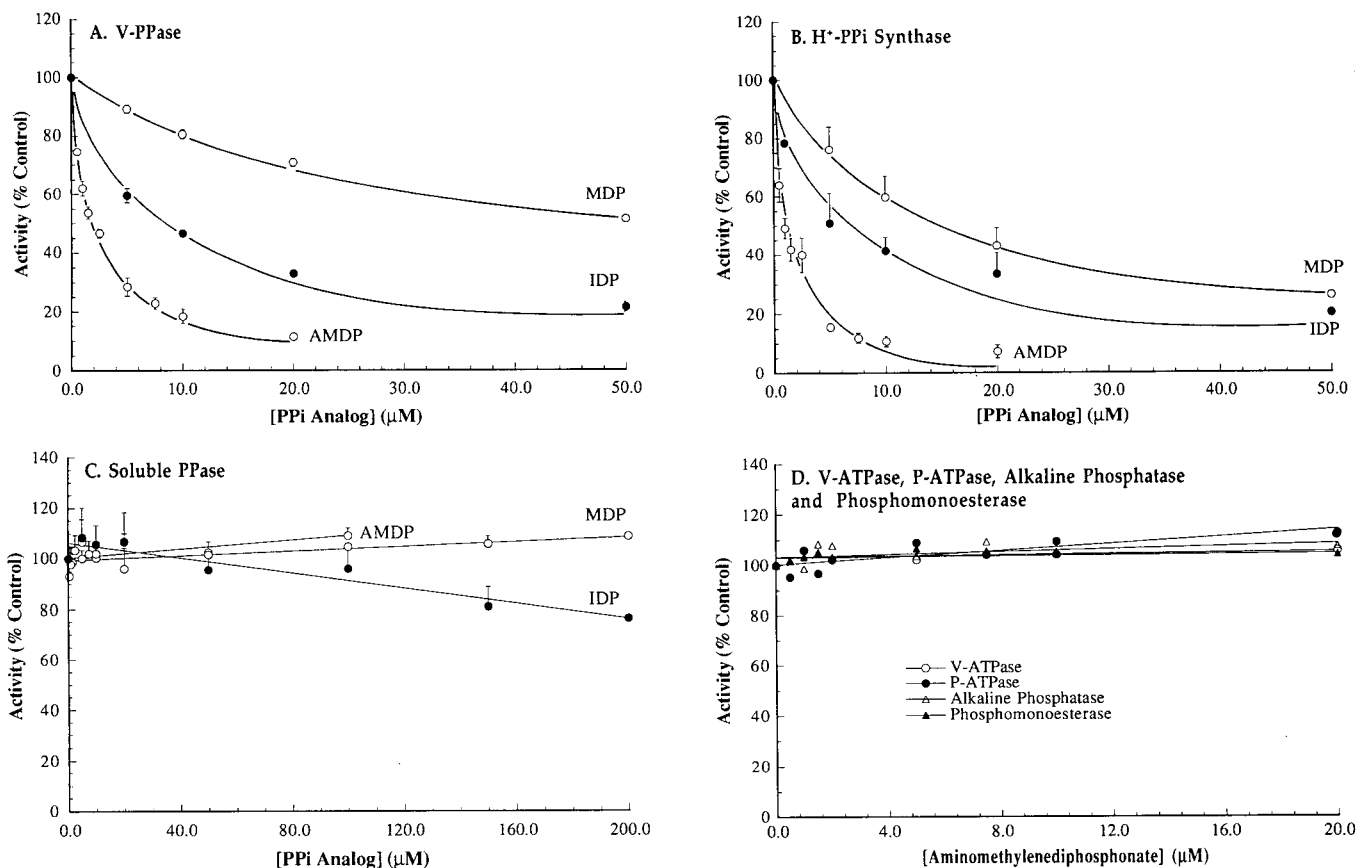 A. V-PPase
120
100
80
60
40
20
0
Activity (% Control)
0.0 10.0 20.0 30.0 40.0 50.0
[PPi Analog] (µM)
MDP
IDP
AMDP
B. H⁺-PPi Synthase
120
100
80
60
40
20
0
Activity (% Control)
0.0 10.0 20.0 30.0 40.0 50.0
[PPi Analog] (µM)
MDP
IDP
AMDP
C. Soluble PPase
140
120
100
80
60
40
20
0
Activity (% Control)
0.0 40.0 80.0 120.0 160.0 200.0
[PPi Analog] (µM)
AMDP
MDP
IDP
D. V-ATPase, P-ATPase, Alkaline Phosphatase
and Phosphomonoesterase
140
120
100
80
60
40
20
0
Activity (% Control)
V-ATPase
P-ATPase
Alkaline Phosphatase
Phosphomonoesterase
0.0 4.0 8.0 12.0 16.0 20.0
[Aminomethylenediphosphonate] (µM)